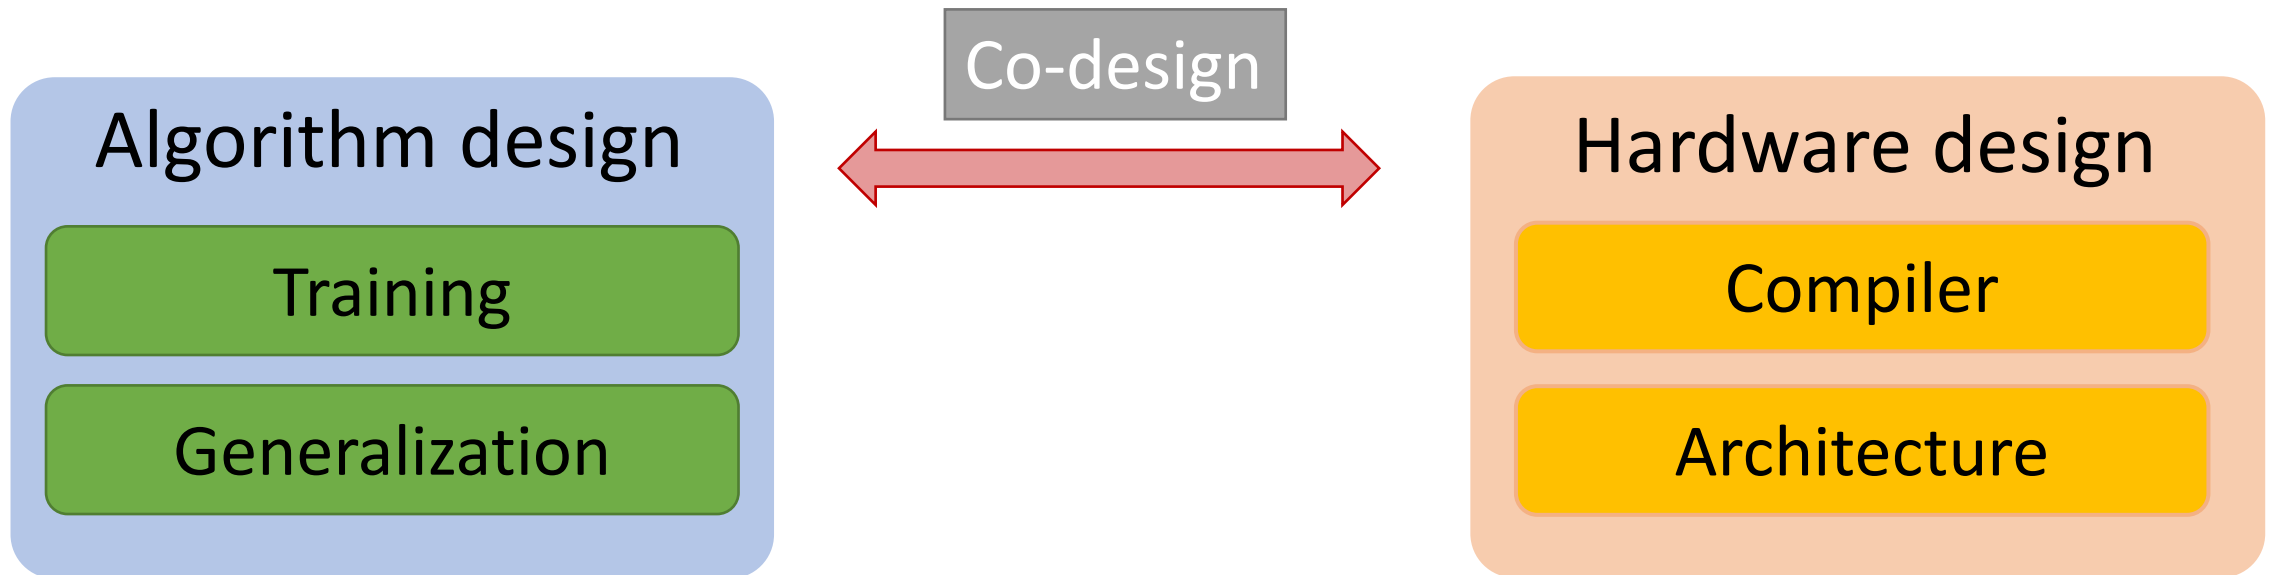 Co-design
Algorithm design
Training
Generalization
Hardware design
Compiler
Architecture